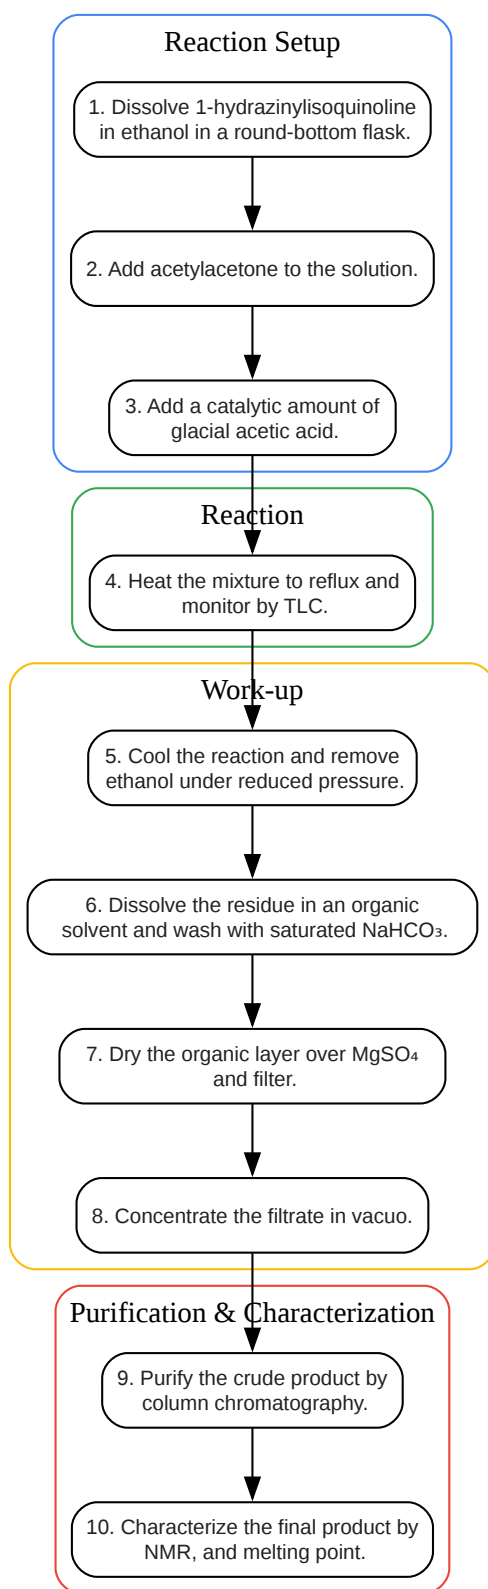 Reaction Setup
1. Dissolve 1-hydrazinylisoquinoline
in ethanol in a round-bottom flask.
2. Add acetylacetone to the solution.
3. Add a catalytic amount of
glacial acetic acid.
Reaction
4. Heat the mixture to reflux and
monitor by TLC.
Work-up
5. Cool the reaction and remove
ethanol under reduced pressure.
6. Dissolve the residue in an organic
solvent and wash with saturated NaHCO₃.
7. Dry the organic layer over MgSO₄
and filter.
8. Concentrate the filtrate in vacuo.
Purification & Characterization
9. Purify the crude product by
column chromatography.
10. Characterize the final product by
NMR, and melting point.